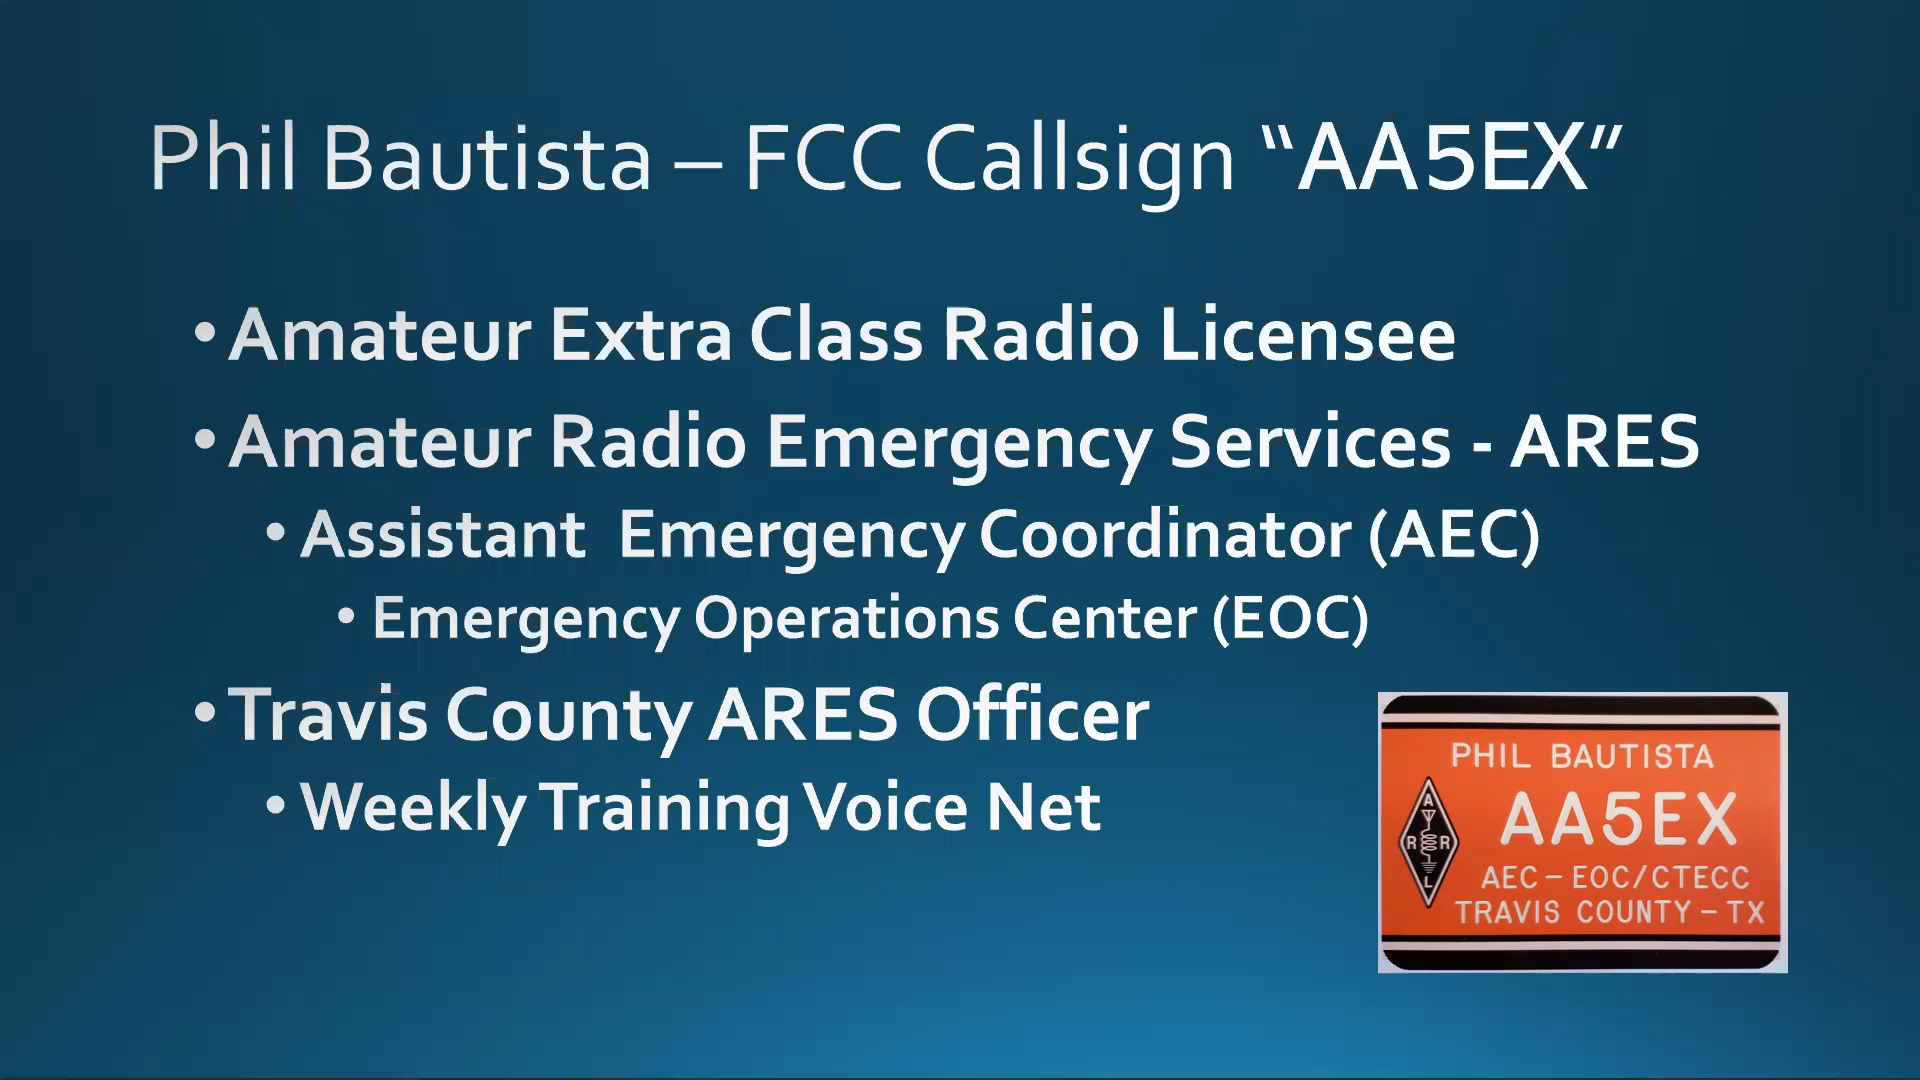 Phil Bautista – FCC Callsign “AA5EX”
• Amateur Extra Class Radio Licensee
• Amateur Radio Emergency Services - ARES
• Assistant Emergency Coordinator (AEC)
• Emergency Operations Center (EOC)
• Travis County ARES Officer
• Weekly Training Voice Net
PHIL BAUTISTA
AA5EX
A
R R
L
AEC – EOC/CTECC
TRAVIS COUNTY – TX